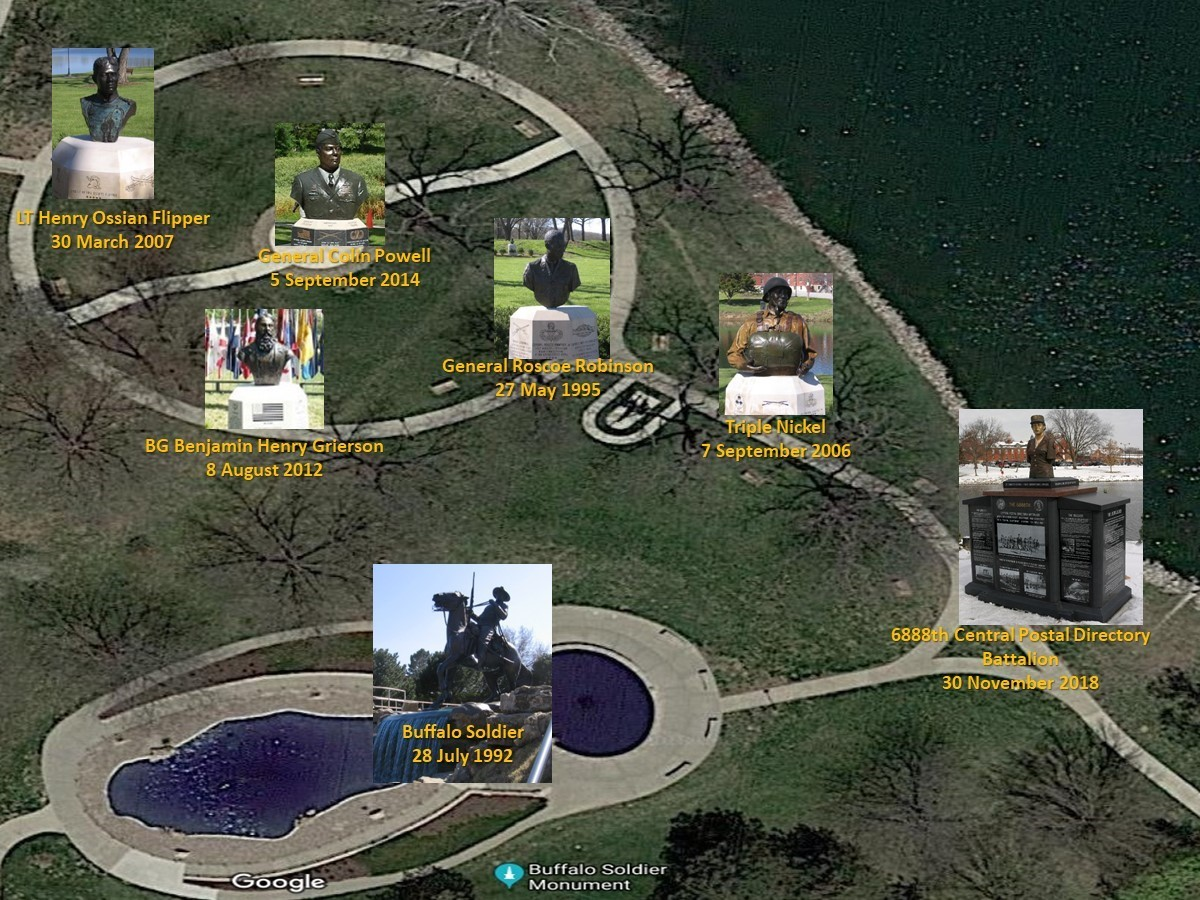 LT Henry Ossian Flipper
30 March 2007
General Colin Powell
5 September 2014
General Roscoe Robinson
27 May 1995
BG Benjamin Henry Grierson
8 August 2012
Triple Nickel
7 September 2006
6888th Central Postal Directory
Battalion
30 November 2018
Buffalo Soldier
28 July 1992
Google
Buffalo Soldier
Monument